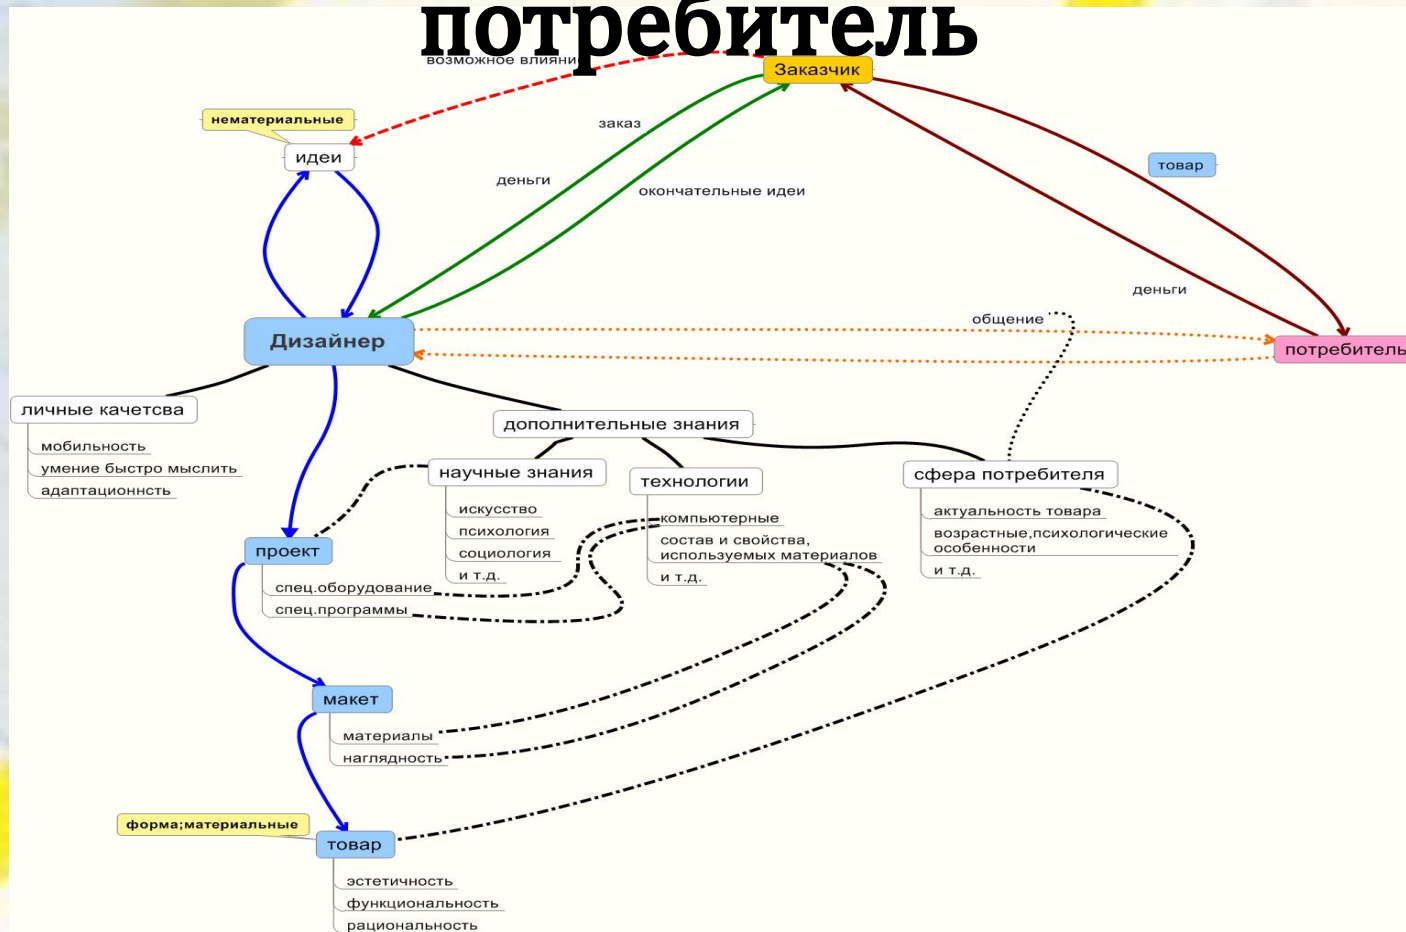 потребитель
возможное влияние
Заказчик
нематериальные
идеи
заказ
товар
деньги
окончательные идеи
деньги
общение
Дизайнер
потребитель
личные качетсва
мобильность
умение быстро мыслить
адаптационнсть
дополнительные знания
научные знания
искусство
психология
социология
и т.д.
технологии
компьютерные
состав и свойства,
используемых материалов
и т.д.
сфера потребителя
актуальность товара
возрастные,психологические
особенности
и т.д.
проект
спец.оборудование
спец.программы
макет
материалы
наглядность
форма;материальные
товар
эстетичность
функциональность
рациональность